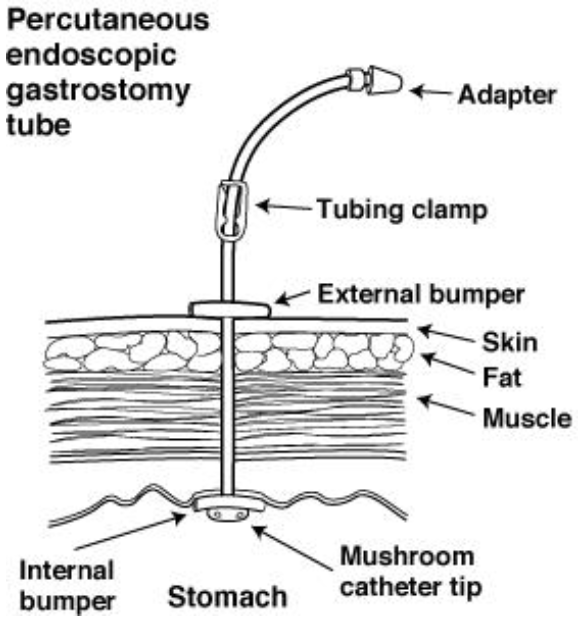 Percutaneous
endoscopic
gastrostomy
tube
Adapter
Tubing clamp
External bumper
Skin
Fat
Muscle
Internal
bumper
Stomach
Mushroom
catheter tip